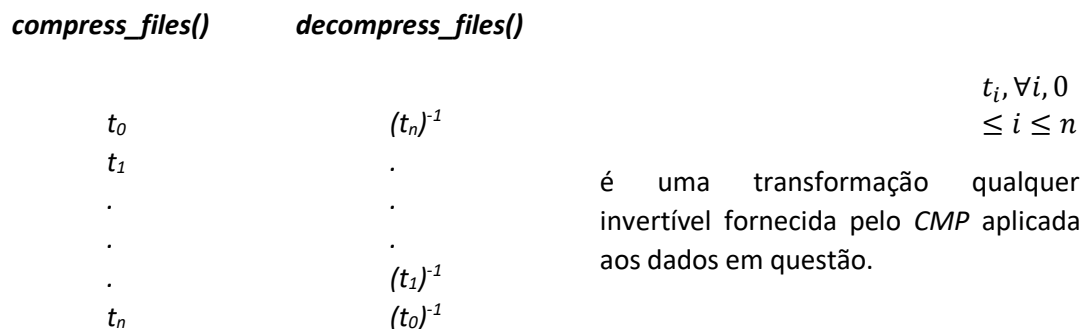 compress_files() decompress_files()
t₀ (tₙ)⁻¹
t₁ .
. .
. .
. (t₁)⁻¹
tₙ (t₀)⁻¹
𝑡ᵢ, ∀𝑖, 0
≤ 𝑖 ≤ 𝑛
é uma transformação qualquer
invertível fornecida pelo CMP aplicada
aos dados em questão.